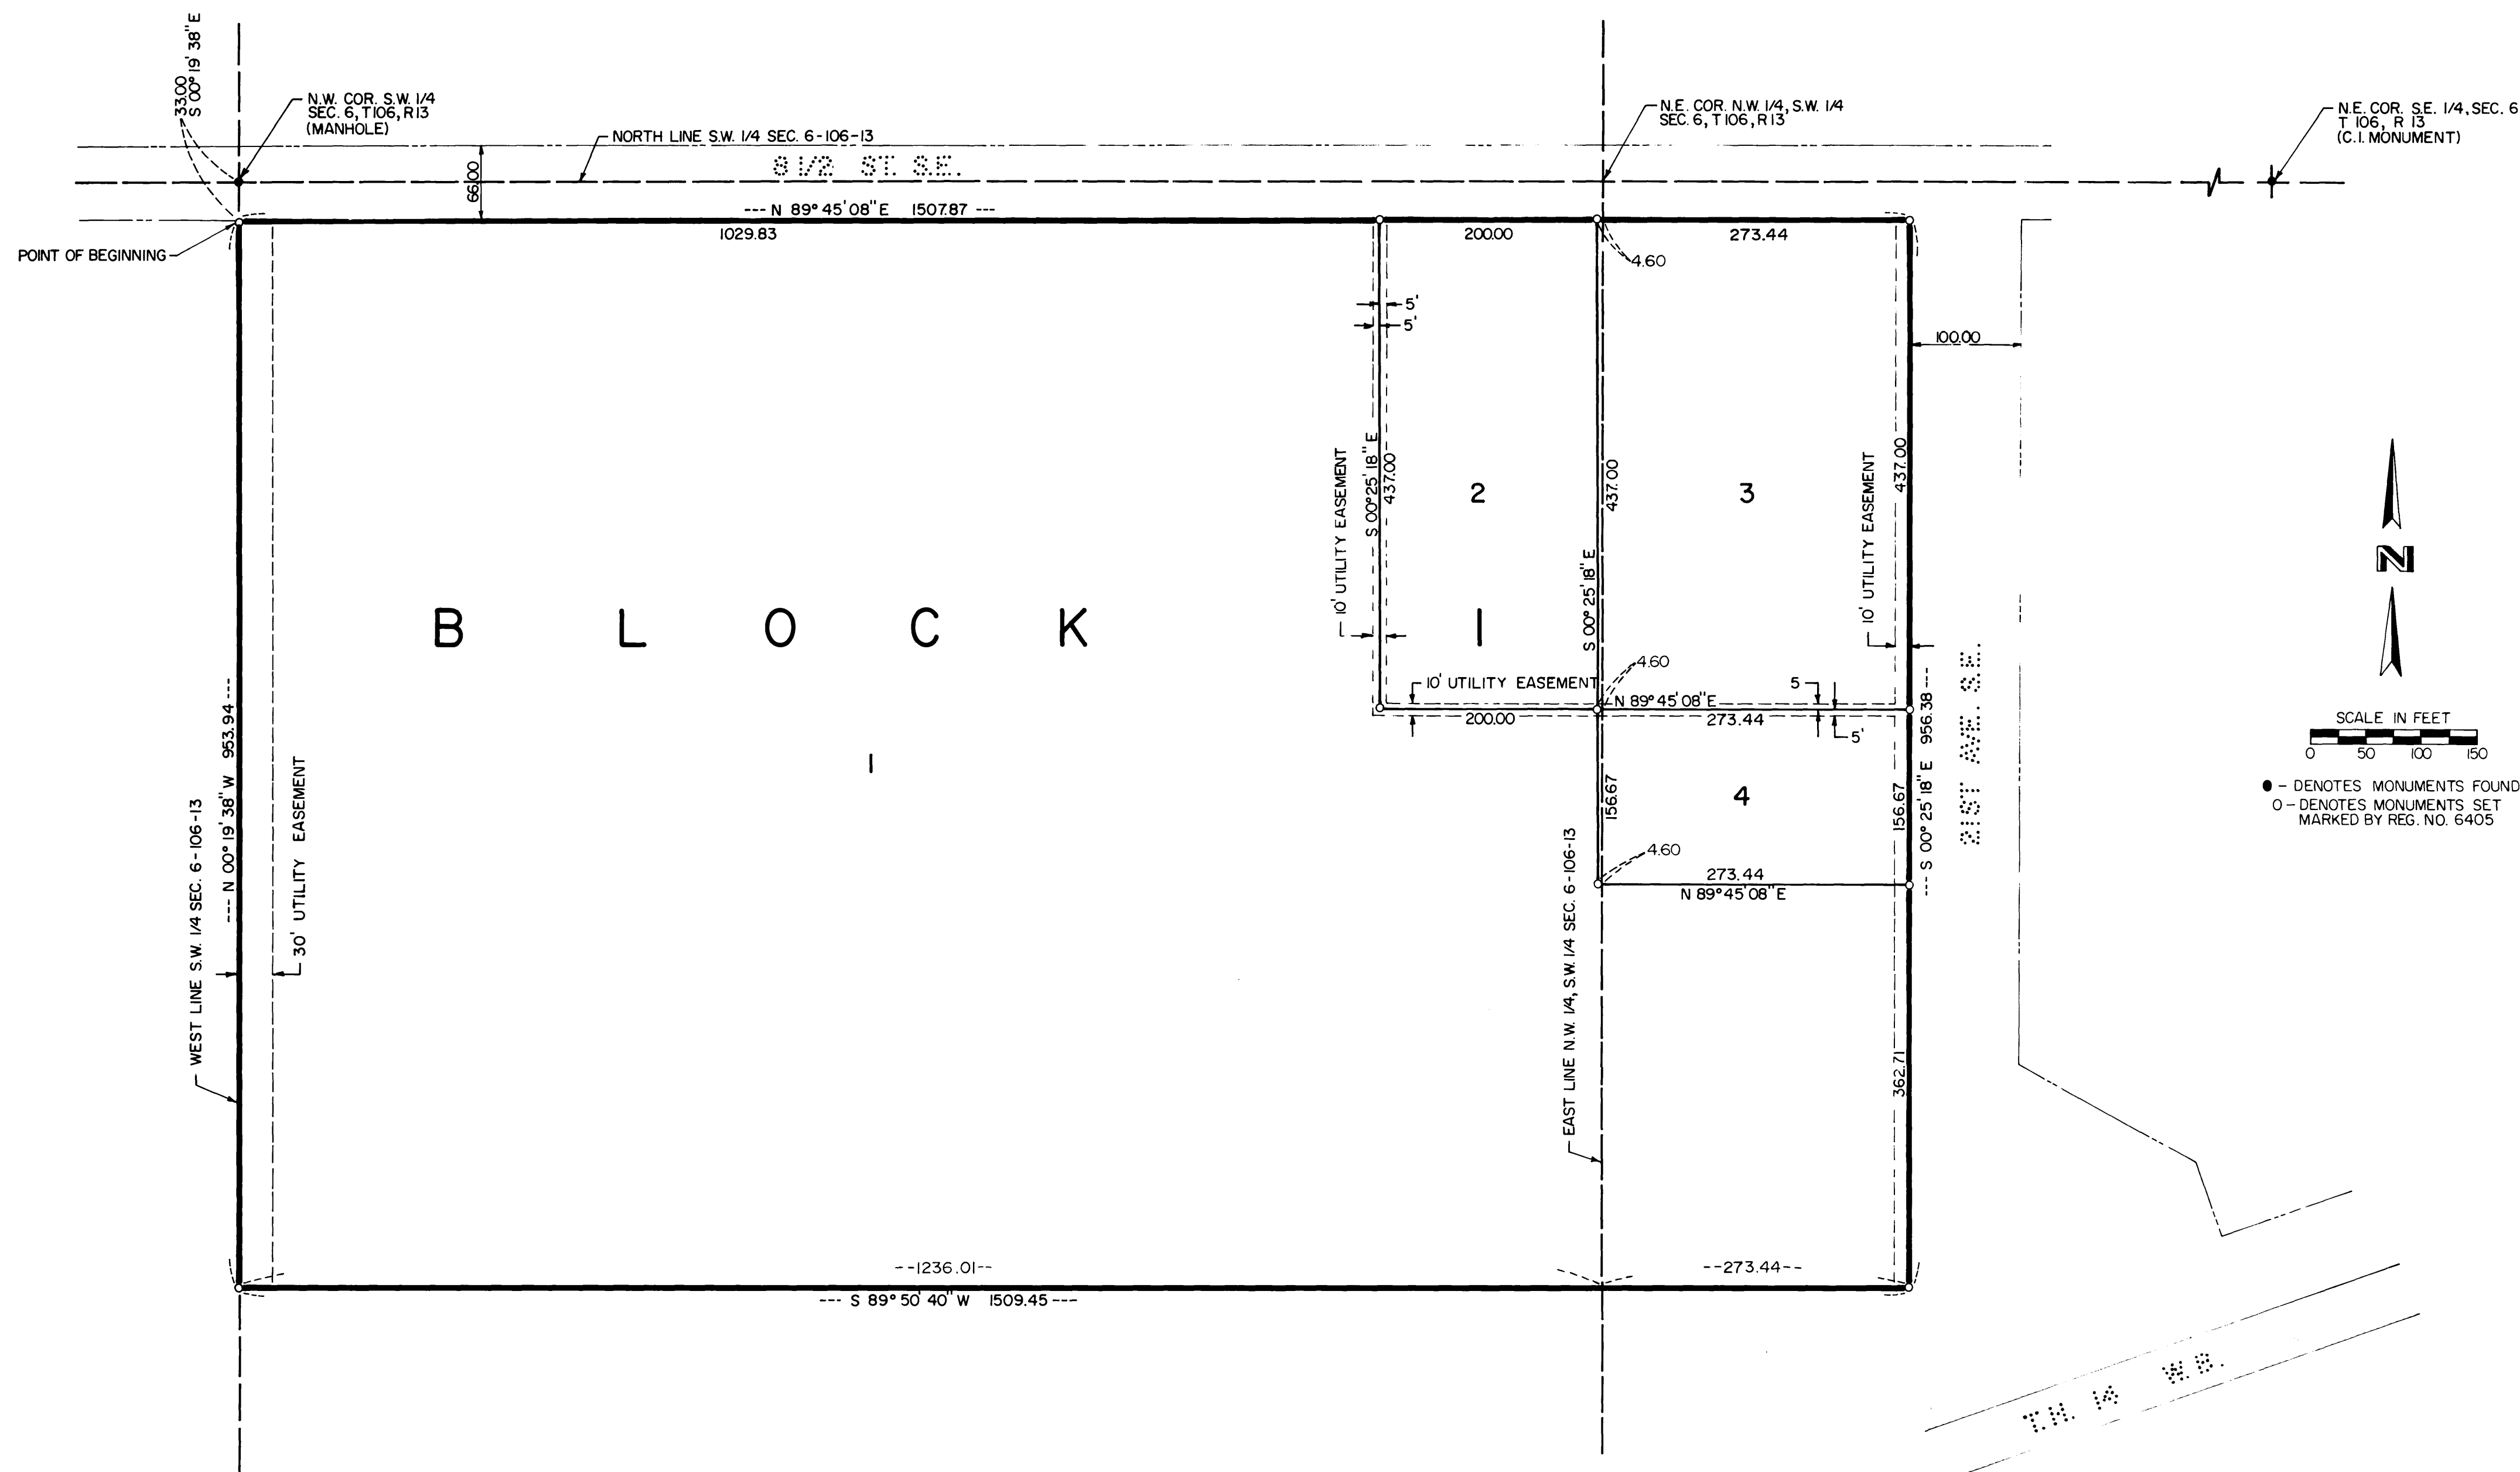 33.00
S 00° 19' 38" E
N.W. COR. S.W. 1/4
SEC. 6, T106, R13
(MANHOLE)
NORTH LINE S.W. 1/4 SEC. 6-106-13
N.E. COR. N.W. 1/4, S.W. 1/4
SEC. 6, T106, R13
N.E. COR. S.E. 1/4, SEC. 6
T 106, R 13
(C.I. MONUMENT)
8 1/2 ST. S.E.
66.00
--- N 89° 45' 08" E 1507.87 ---
POINT OF BEGINNING
1029.83
200.00
273.44
4.60
5'
5'
100.00
10' UTILITY EASEMENT
S 00° 25' 18" E
437.00
2
437.00
S 00° 25' 18" E
3
10' UTILITY EASEMENT
437.00
N
BLOCK 1
4.60
10' UTILITY EASEMENT
N 89° 45' 08" E
5
5'
200.00
273.44
1
WEST LINE S.W. 1/4 SEC. 6-106-13
--- N 00° 19' 38" W 953.94 ---
30' UTILITY EASEMENT
156.67
4
156.67
--- S 00° 25' 18" E 956.38 ---
21ST AVE. S.E.
SCALE IN FEET
0 50 100 150
● - DENOTES MONUMENTS FOUND
O - DENOTES MONUMENTS SET
MARKED BY REG. NO. 6405
4.60
273.44
N 89° 45' 08" E
EAST LINE N.W. 1/4, S.W. 1/4 SEC. 6-106-13
362.71
--1236.01--
--273.44--
--- S 89° 50' 40" W 1509.45 ---
T.H. 14 W.B.